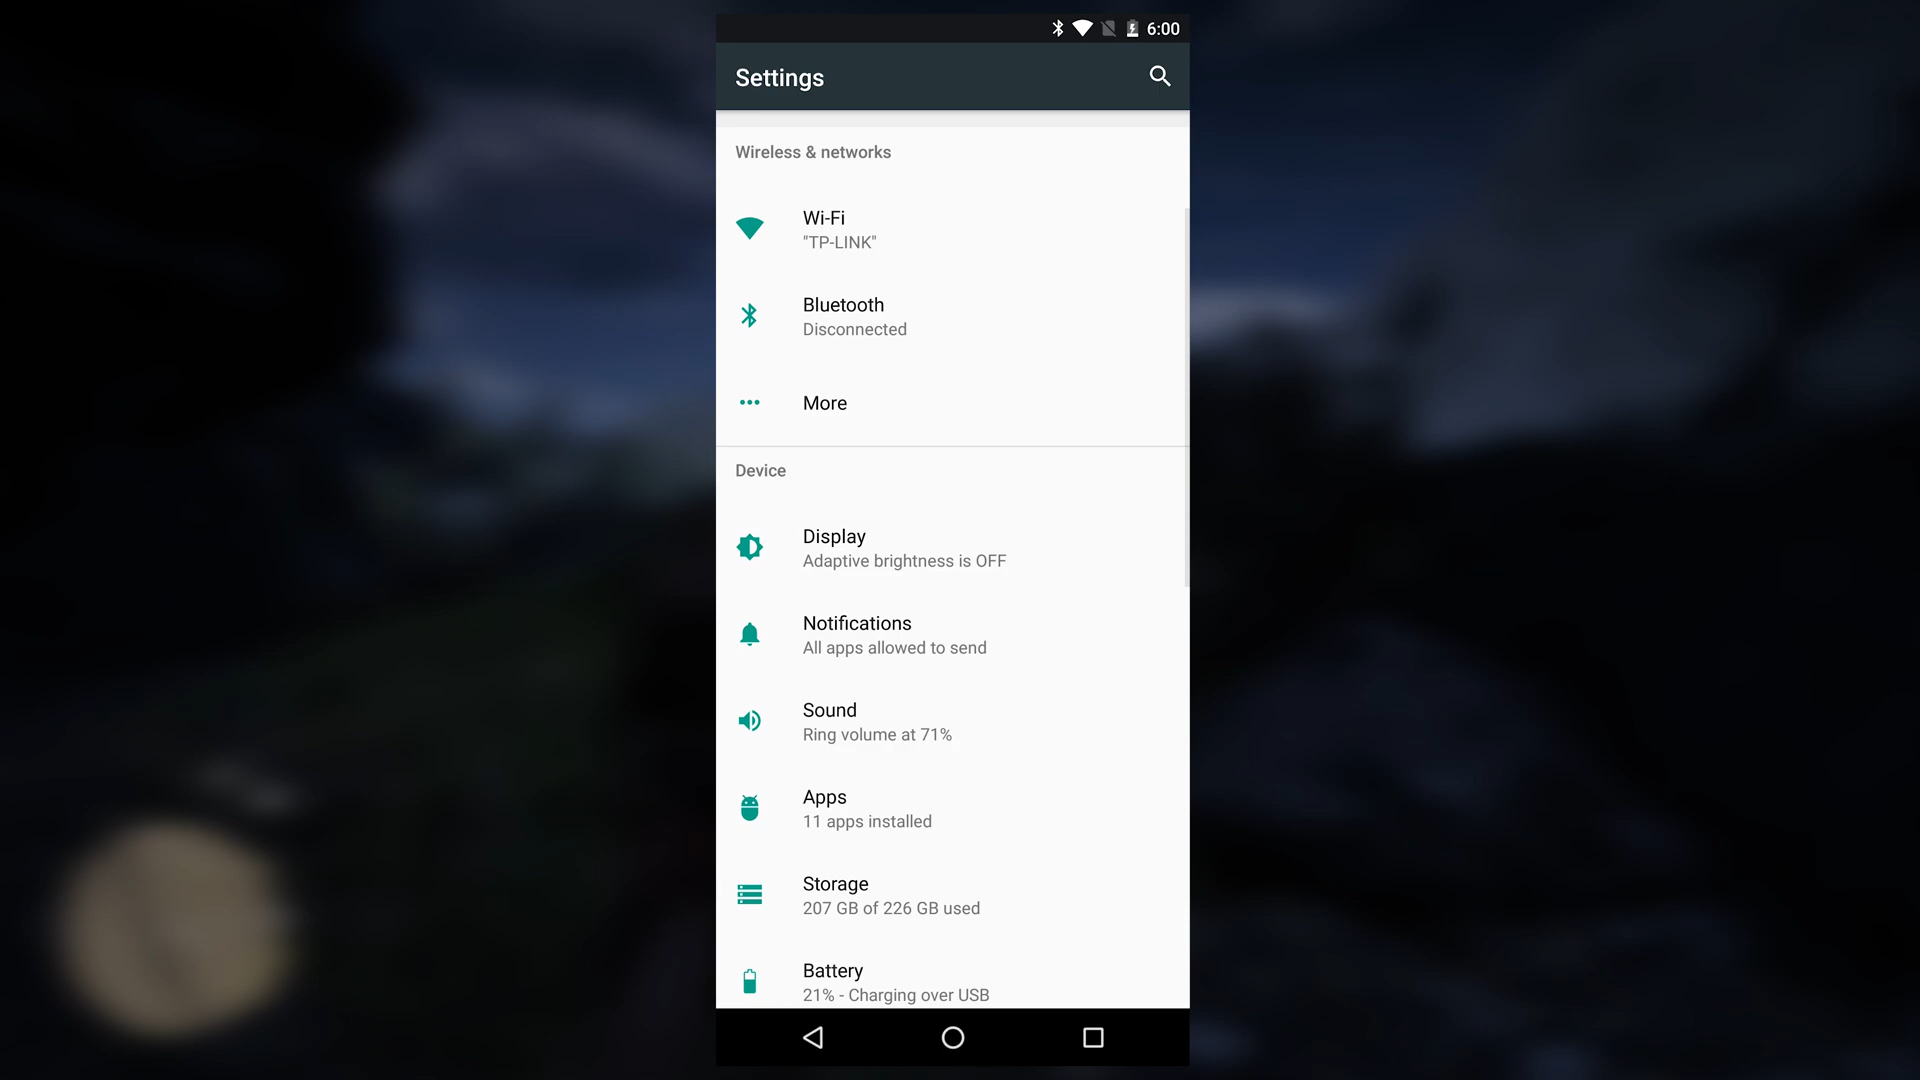 6:00
Settings
Wireless & networks
Wi-Fi
"TP-LINK"
Bluetooth
Disconnected
More
Device
Display
Adaptive brightness is OFF
Notifications
All apps allowed to send
Sound
Ring volume at 71%
Apps
11 apps installed
Storage
207 GB of 226 GB used
Battery
21% - Charging over USB